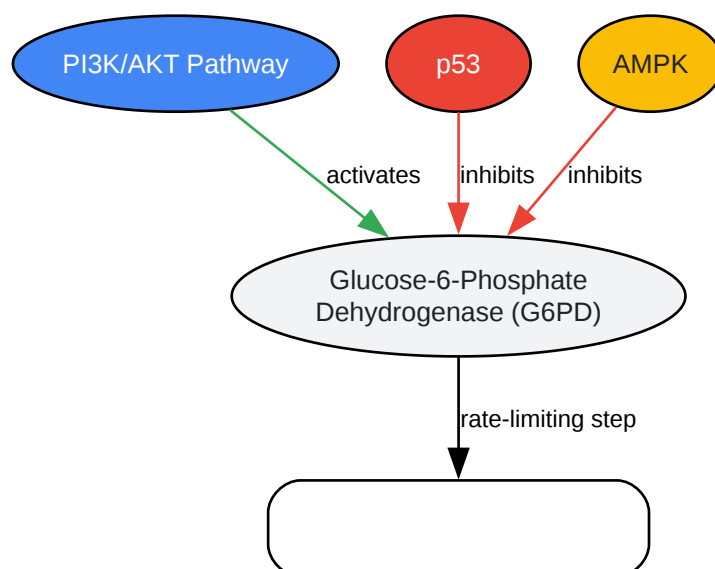 PI3K/AKT Pathway
p53
AMPK
activates
inhibits
inhibits
Glucose-6-Phosphate
Dehydrogenase (G6PD)
rate-limiting step